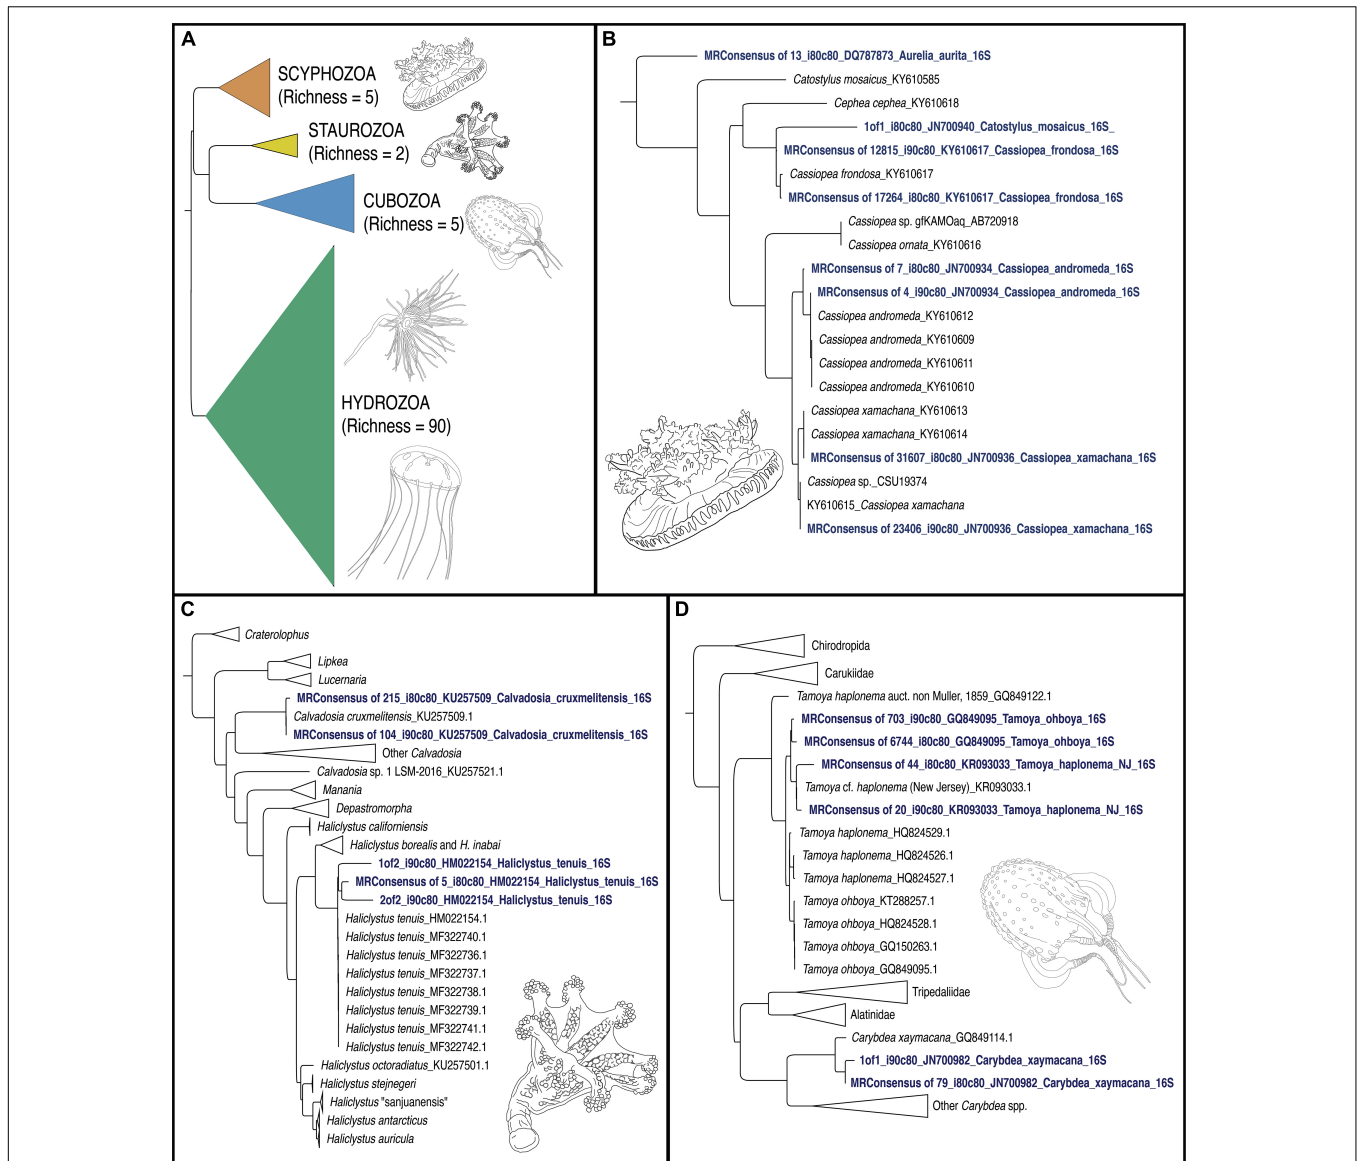 A
SCYPHOZOA
(Richness = 5)
STAUROZOA
(Richness = 2)
CUBOZOA
(Richness = 5)
HYDROZOA
(Richness = 90)
B
MRConsensus of 13_i80c80_DQ787873_Aurelia_aurita_16S
Catostylus mosaicus_KY610585
Cephea cephea_KY610618
1of1_i80c80_JN700940_Catostylus_mosaicus_16S_
MRConsensus of 12815_i90c80_KY610617_Cassiopea_frondosa_16S
Cassiopea frondosa_KY610617
MRConsensus of 17264_i80c80_KY610617_Cassiopea_frondosa_16S
Cassiopea sp. gfKAMOaq_AB720918
Cassiopea ornata_KY610616
MRConsensus of 7_i80c80_JN700934_Cassiopea_andromeda_16S
MRConsensus of 4_i90c80_JN700934_Cassiopea_andromeda_16S
Cassiopea andromeda_KY610612
Cassiopea andromeda_KY610609
Cassiopea andromeda_KY610611
Cassiopea andromeda_KY610610
Cassiopea xamachana_KY610613
Cassiopea xamachana_KY610614
MRConsensus of 31607_i80c80_JN700936_Cassiopea_xamachana_16S
Cassiopea sp._CSU19374
KY610615_Cassiopea xamachana
MRConsensus of 23406_i90c80_JN700936_Cassiopea_xamachana_16S
C
Craterolophus
Lipkea
Lucernaria
MRConsensus of 215_i80c80_KU257509_Calvadosia_cruxmelitensis_16S
Calvadosia cruxmelitensis_KU257509.1
MRConsensus of 104_i90c80_KU257509_Calvadosia_cruxmelitensis_16S
Other Calvadosia
Calvadosia sp. 1 LSM-2016_KU257521.1
Manania
Depastromorpha
Haliclystus californiensis
Haliclystus borealis and H. inabai
1of2_i90c80_HM022154_Haliclystus_tenuis_16S
MRConsensus of 5_i80c80_HM022154_Haliclystus_tenuis_16S
2of2_i90c80_HM022154_Haliclystus_tenuis_16S
Haliclystus tenuis_HM022154.1
Haliclystus tenuis_MF322740.1
Haliclystus tenuis_MF322736.1
Haliclystus tenuis_MF322737.1
Haliclystus tenuis_MF322738.1
Haliclystus tenuis_MF322739.1
Haliclystus tenuis_MF322741.1
Haliclystus tenuis_MF322742.1
Haliclystus octoradiatus_KU257501.1
Haliclystus stejnegeri
Haliclystus "sanjuanensis"
Haliclystus antarcticus
Haliclystus auricula
D
Chirodropida
Carukiidae
Tamoya haplonema auct. non Muller, 1859_GQ849122.1
MRConsensus of 703_i90c80_GQ849095_Tamoya_ohboya_16S
MRConsensus of 6744_i80c80_GQ849095_Tamoya_ohboya_16S
MRConsensus of 44_i80c80_KR093033_Tamoya_haplonema_NJ_16S
Tamoya cf. haplonema (New Jersey)_KR093033.1
MRConsensus of 20_i90c80_KR093033_Tamoya_haplonema_NJ_16S
Tamoya haplonema_HQ824529.1
Tamoya haplonema_HQ824526.1
Tamoya haplonema_HQ824527.1
Tamoya ohboya_KT288257.1
Tamoya ohboya_HQ824528.1
Tamoya ohboya_GQ150263.1
Tamoya ohboya_GQ849095.1
Tripedaliidae
Alatinidae
Carybdea xaymacana_GQ849114.1
1of1_i90c80_JN700982_Carybdea_xaymacana_16S
MRConsensus of 79_i80c80_JN700982_Carybdea_xaymacana_16S
Other Carybdea spp.